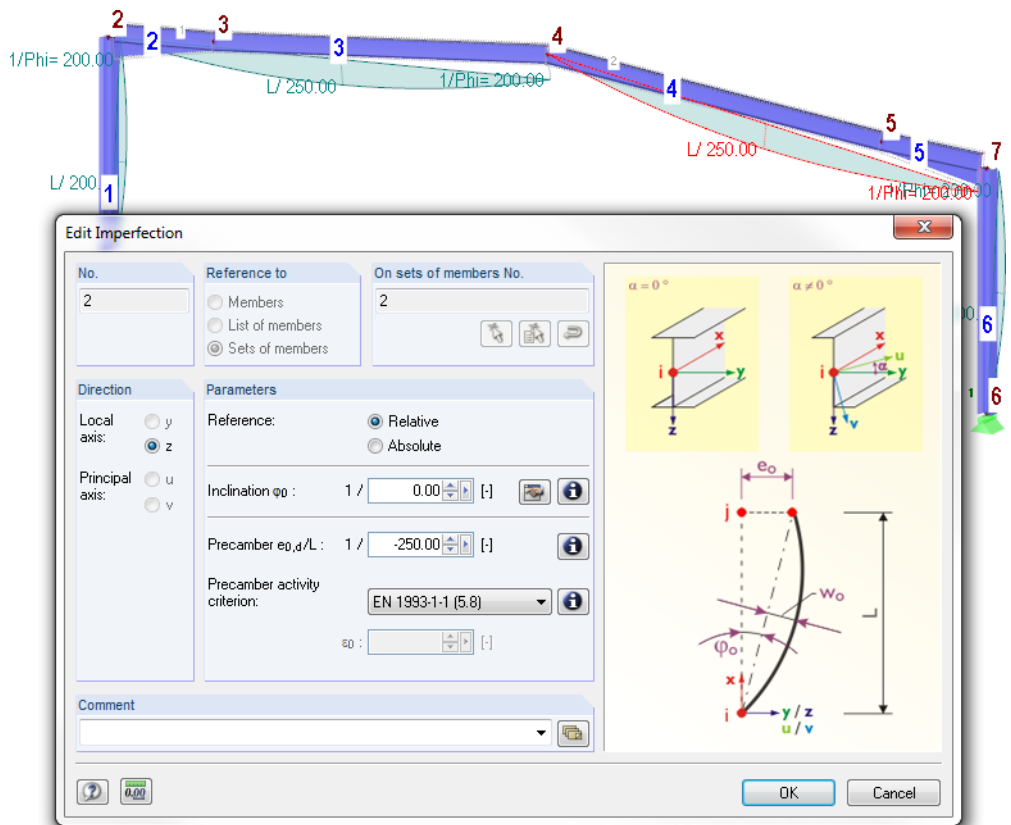 2
1
3
4
2
3
2
4
1/Phi= 200.00
L/ 250.00
1/Phi= 200.00
5
5
7
L/ 250.00
1/Phi= 200.00
L/ 200.
1
6
1
6
Edit Imperfection
No.
2
Reference to
Members
List of members
Sets of members
On sets of members No.
2
Direction
Local axis:
y
z
Principal axis:
u
v
Parameters
Reference:
Relative
Absolute
Inclination φ0 : 1 / 0.00 [-]
Precamber e0,d/L : 1 / -250.00 [-]
Precamber activity
criterion:
EN 1993-1-1 (5.8)
ε0 : [-]
Comment
α = 0°
x
i
y
z
α ≠ 0°
x
u
α
i
y
z
v
e₀
j
w₀
L
φ₀
x
i
y / z
u / v
0.00
OK
Cancel